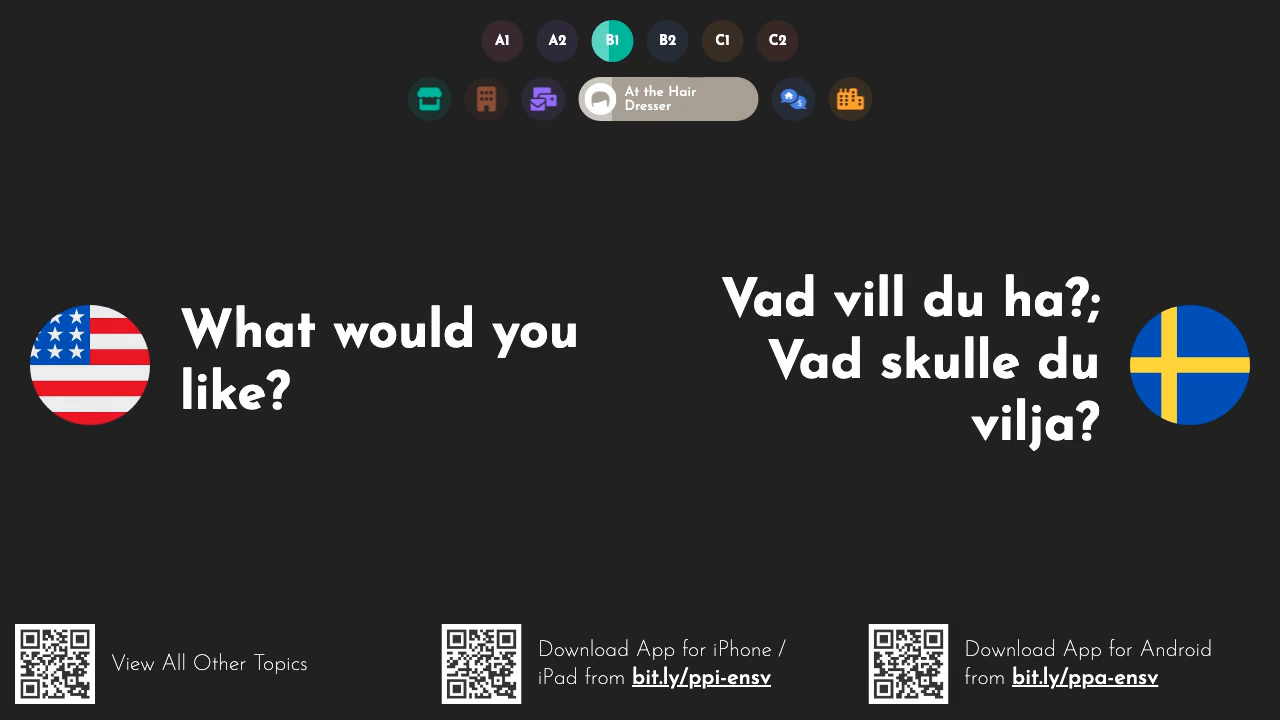 A1 A2 B1 B2 C1 C2
At the Hair
Dresser
What would you
like?
Vad vill du ha?;
Vad skulle du
vilja?
View All Other Topics
Download App for iPhone /
iPad from bit.ly/ppi-ensv
Download App for Android
from bit.ly/ppa-ensv